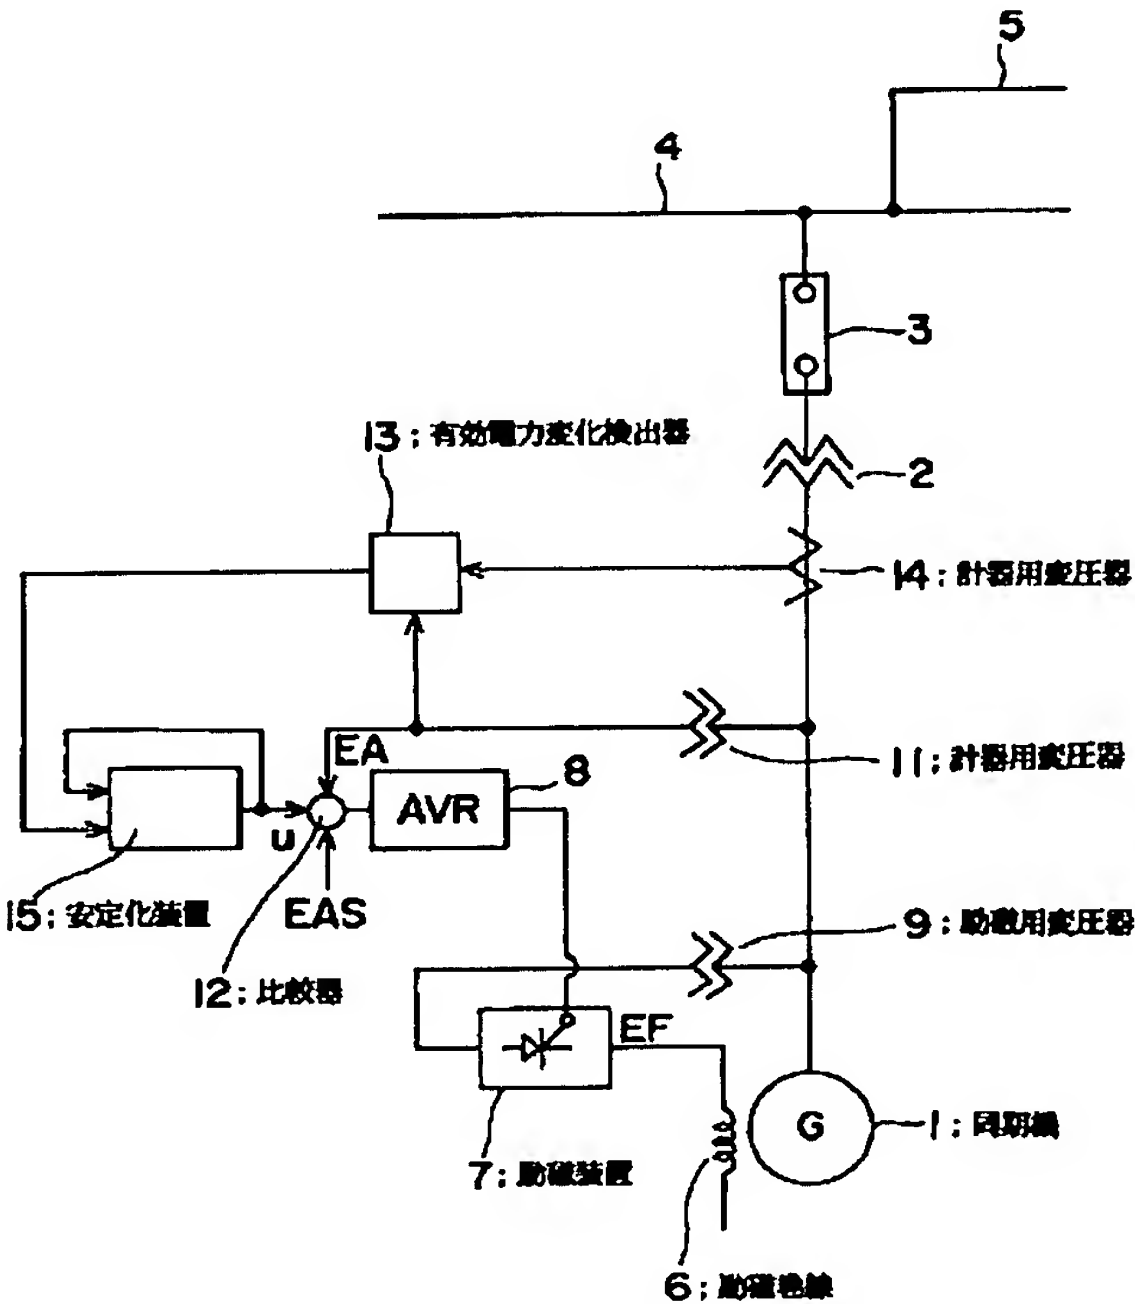 5
4
3
13；有効電力変化検出器
2
14；計器用変圧器
EA
8
11；計器用変圧器
AVR
u
15；安定化装置
EAS
9；励磁用変圧器
12；比較器
EF
G
1；同期機
7；励磁装置
6；励磁巻線